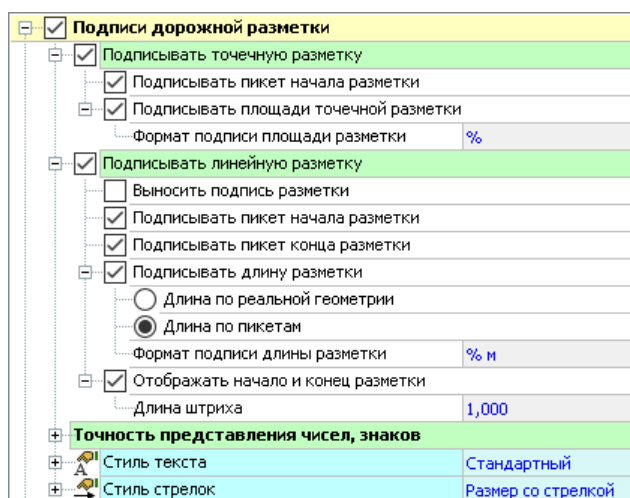 Подписи дорожной разметки
Подписывать точечную разметку
Подписывать пикет начала разметки
Подписывать площади точечной разметки
Формат подписи площади разметки %
Подписывать линейную разметку
Выносить подпись разметки
Подписывать пикет начала разметки
Подписывать пикет конца разметки
Подписывать длину разметки
Длина по реальной геометрии
Длина по пикетам
Формат подписи длины разметки % м
Отображать начало и конец разметки
Длина штриха 1,000
Точность представления чисел, знаков
Стиль текста Стандартный
Стиль стрелок Размер со стрелкой